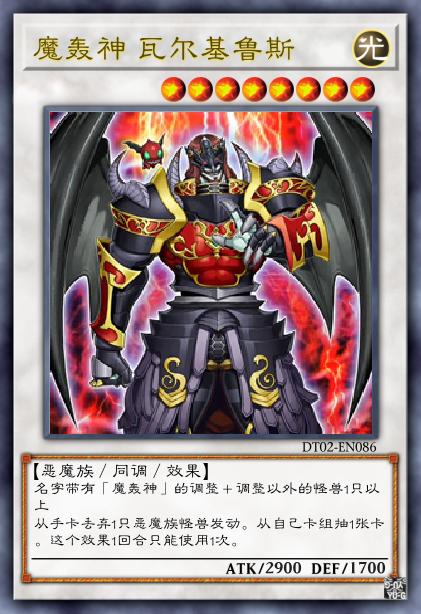 魔轰神 瓦尔基鲁斯
光
DT02-EN086
【恶魔族／同调／效果】
名字带有「魔轰神」的调整＋调整以外的怪兽1只以
上
从手卡去弃1只恶魔族怪兽发动。从自己卡组抽1张卡
。这个效果1回合只能使用1次。
ATK/2900 DEF/1700